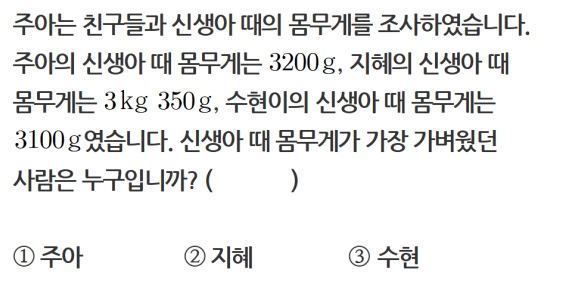 주아는 친구들과 신생아 때의 몸무게를 조사하였습니다.
주아의 신생아 때 몸무게는 3200 g, 지혜의 신생아 때
몸무게는 3 kg 350 g, 수현이의 신생아 때 몸무게는
3100 g였습니다. 신생아 때 몸무게가 가장 가벼웠던
사람은 누구입니까? (          )
① 주아 ② 지혜 ③ 수현